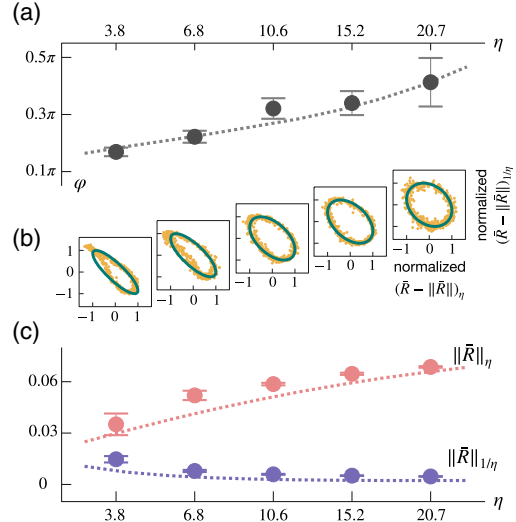 (a)
3.8 6.8 10.6 15.2 20.7 η
0.5π
0.3π
0.1π
φ
(b)
1
0
−1
−1 0 1
−1 0 1
−1 0 1
−1 0 1
−1 0 1
normalized
(R̄ − ‖R̄‖)₁/η
normalized
(R̄ − ‖R̄‖)η
(c)
‖R̄‖η
0.06
0.03
‖R̄‖₁/η
0
3.8 6.8 10.6 15.2 20.7
η